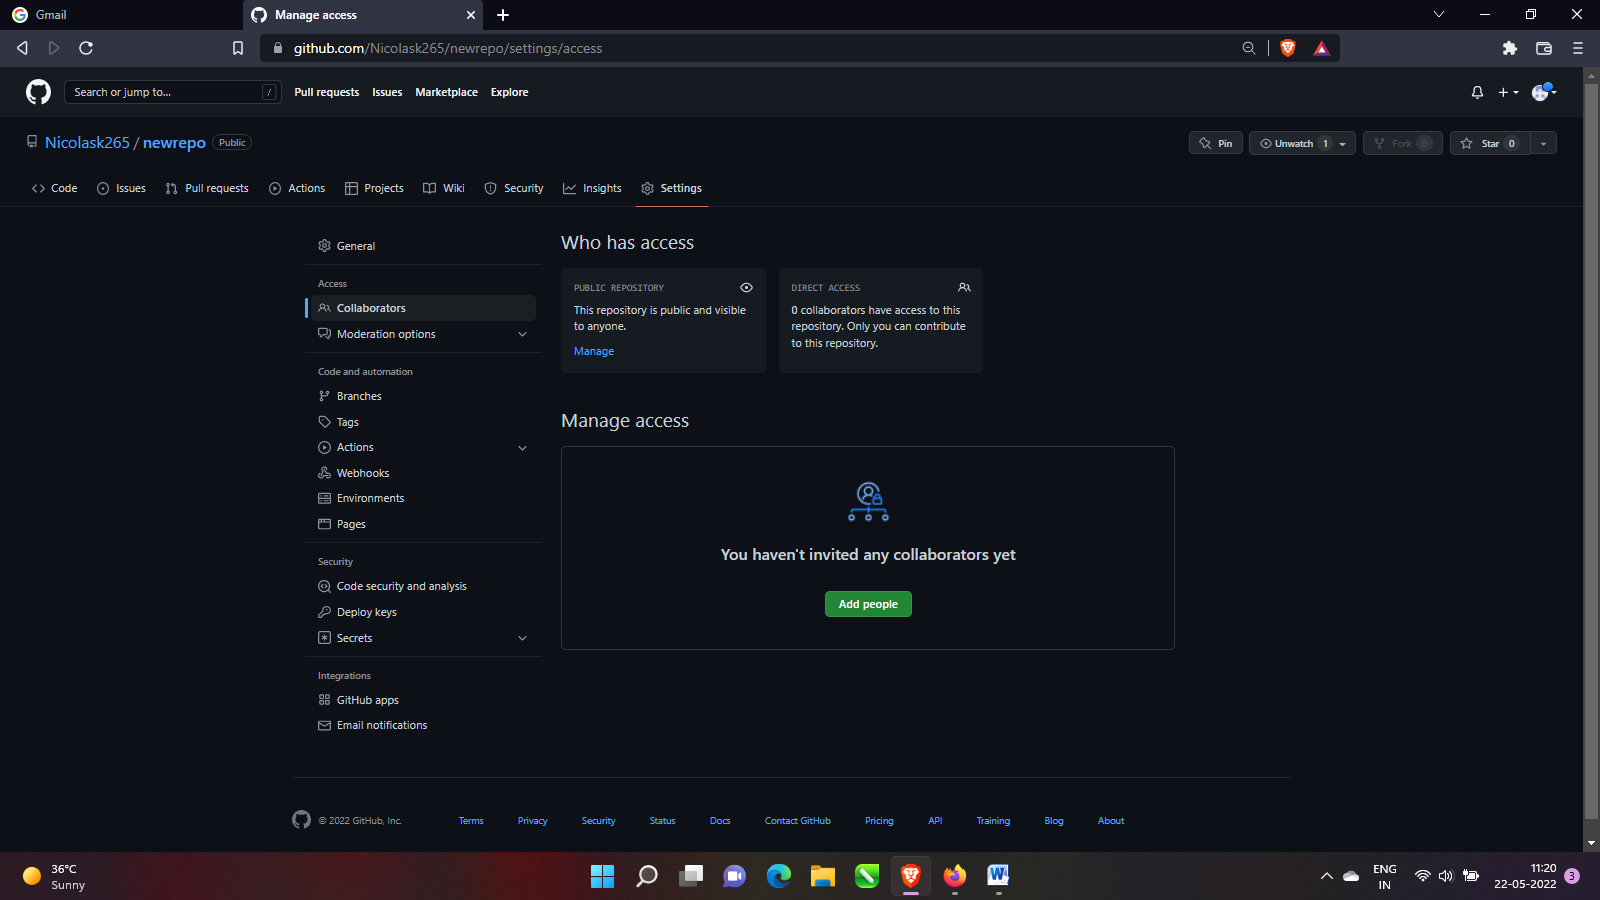 Gmail
Manage access
github.com/Nicolask265/newrepo/settings/access
Search or jump to...
/
Pull requests
Issues
Marketplace
Explore
Nicolask265 / newrepo
Public
Pin
Unwatch 1
Fork 0
Star 0
Code
Issues
Pull requests
Actions
Projects
Wiki
Security
Insights
Settings
General
Access
Collaborators
Moderation options
Code and automation
Branches
Tags
Actions
Webhooks
Environments
Pages
Security
Code security and analysis
Deploy keys
Secrets
Integrations
GitHub apps
Email notifications
Who has access
PUBLIC REPOSITORY
This repository is public and visible
to anyone.
Manage
DIRECT ACCESS
0 collaborators have access to this
repository. Only you can contribute
to this repository.
Manage access
You haven't invited any collaborators yet
Add people
© 2022 GitHub, Inc.
Terms
Privacy
Security
Status
Docs
Contact GitHub
Pricing
API
Training
Blog
About
36°C
Sunny
ENG
IN
11:20
22-05-2022
3